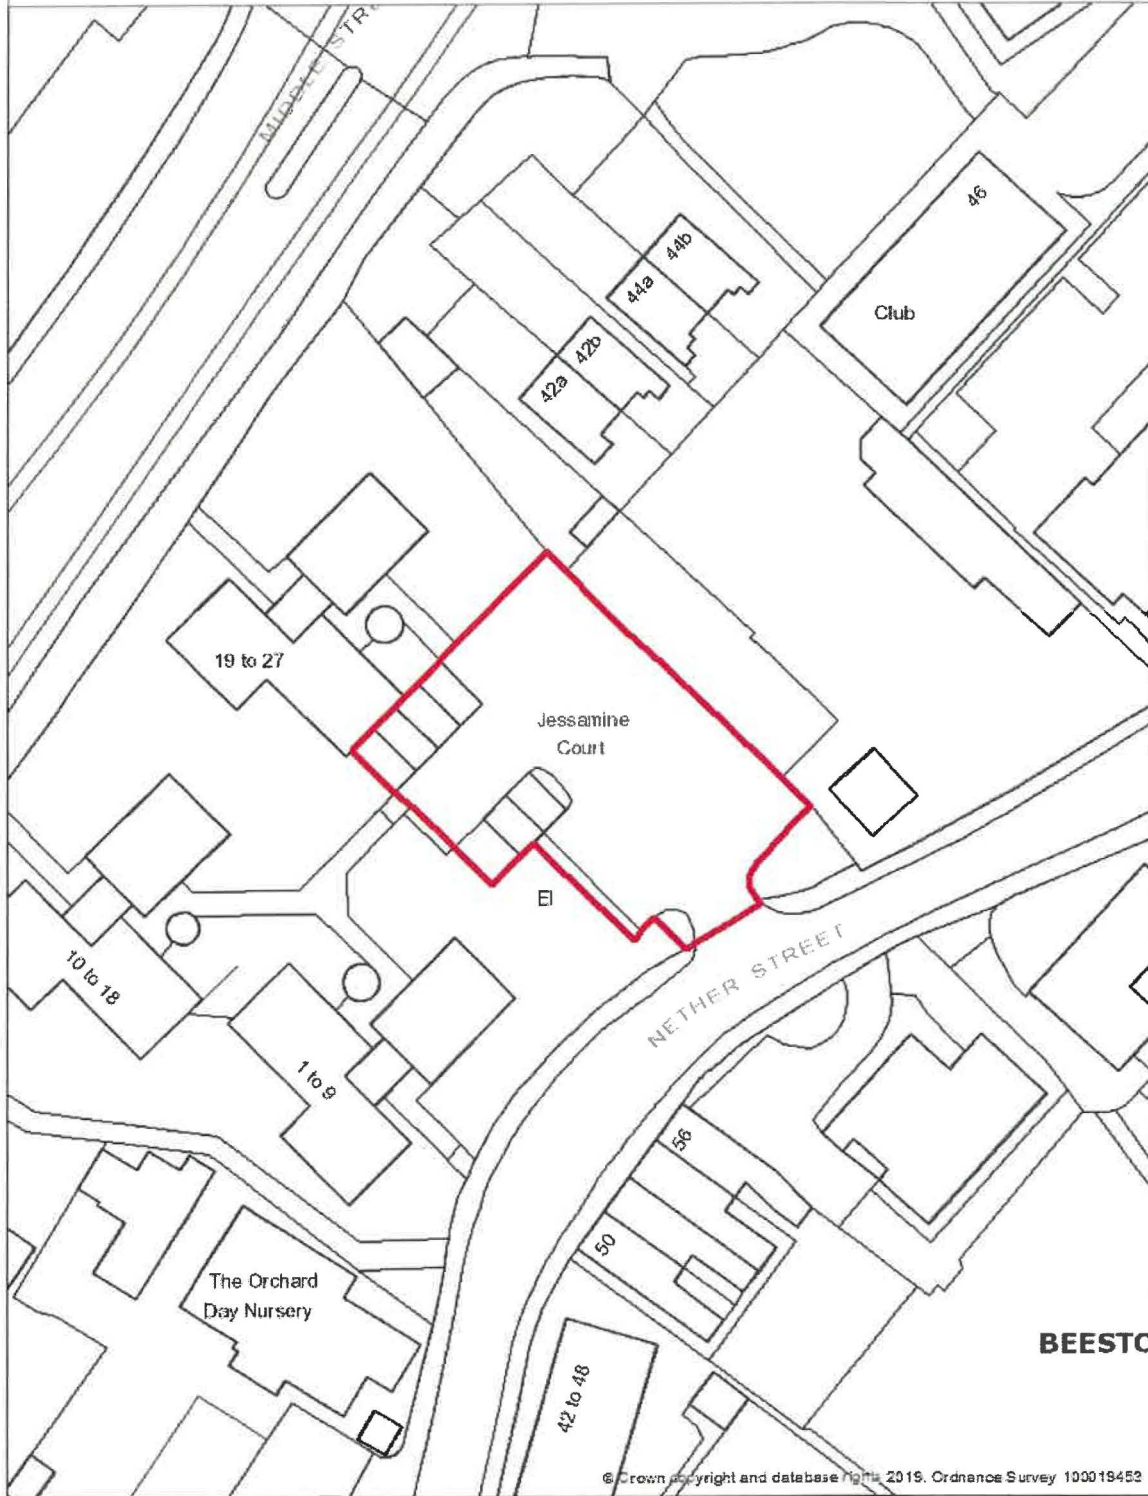 MIDDLE STR
46
44b
44a
Club
42b
42a
19 to 27
Jessamine
Court
El
NETHER STREET
10 to 18
1 to 9
56
50
The Orchard
Day Nursery
42 to 48
BEESTO
© Crown copyright and database rights 2019. Ordnance Survey 100019453